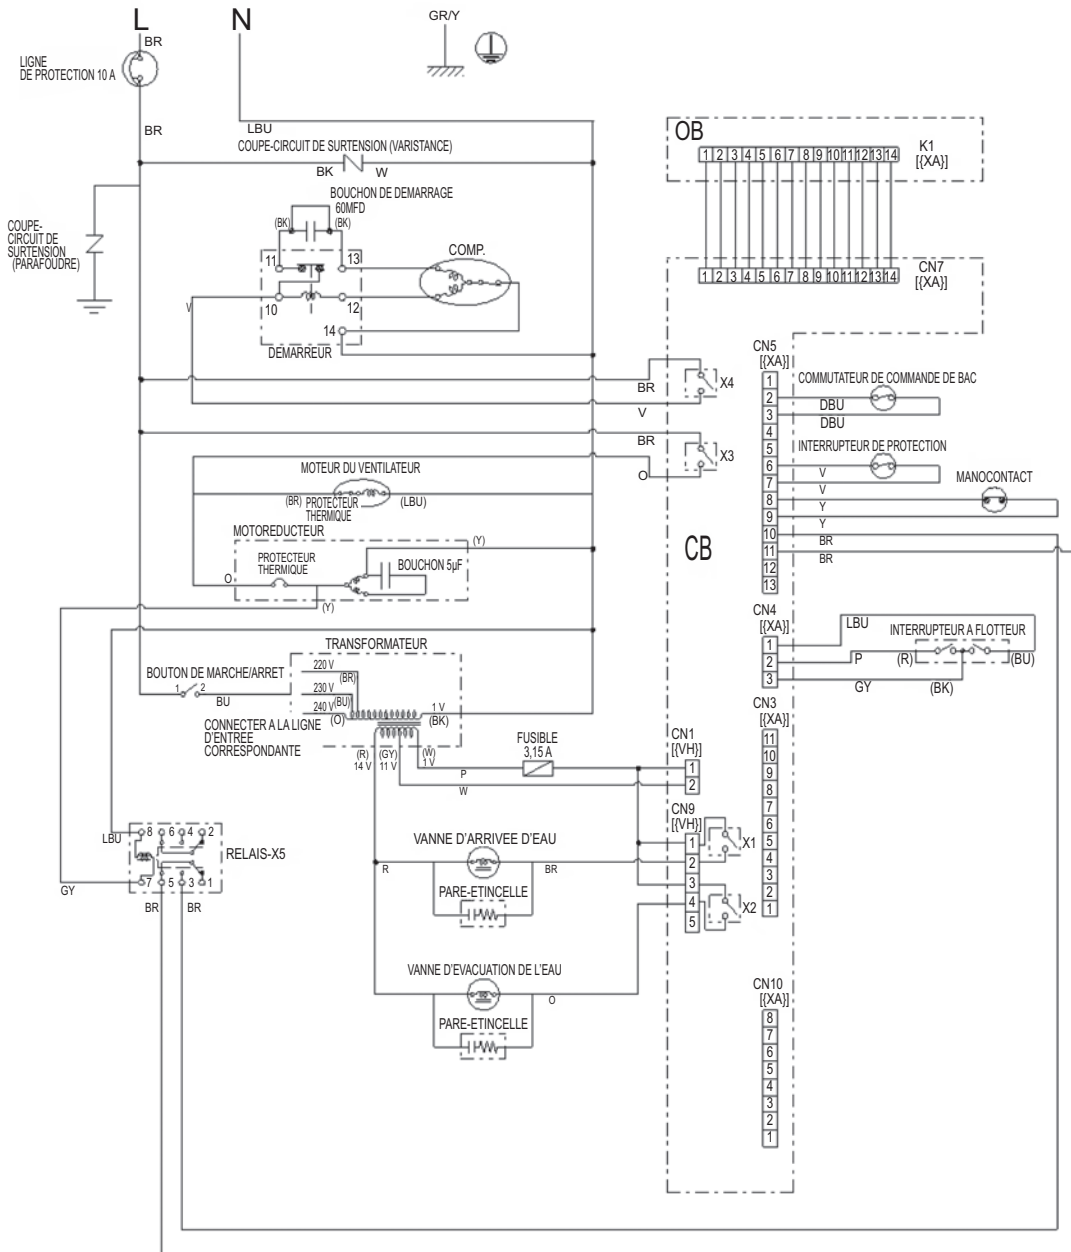 L
N
GR/Y
BR
LIGNE
DE PROTECTION 10 A
BR
LBU
COUPE-CIRCUIT DE SURTENSION (VARISTANCE)
BK
W
OB
1 2 3 4 5 6 7 8 9 10 11 12 13 14
K1
[{XA}]
BOUCHON DE DEMARRAGE
60MFD
(BK)
(BK)
COUPE-
CIRCUIT DE
SURTENSION
(PARAFOUDRE)
11
13
COMP.
10
12
14
V
DEMARREUR
1 2 3 4 5 6 7 8 9 10 11 12 13 14
CN7
[{XA}]
CN5
[{XA}]
1
2
3
4
5
6
7
8
9
10
11
12
13
BR
X4
V
COMMUTATEUR DE COMMANDE DE BAC
DBU
DBU
BR
X3
O
INTERRUPTEUR DE PROTECTION
V
V
MANOCONTACT
Y
Y
BR
BR
MOTEUR DU VENTILATEUR
(BR)
PROTECTEUR
THERMIQUE
(LBU)
MOTOREDUCTEUR
(Y)
PROTECTEUR
THERMIQUE
BOUCHON 5µF
O
(Y)
CB
CN4
[{XA}]
1
2
3
LBU
INTERRUPTEUR A FLOTTEUR
P
(R)
(BU)
GY
(BK)
TRANSFORMATEUR
220 V
(BR)
BOUTON DE MARCHE/ARRET
1
2
BU
230 V
(BU)
240 V
(O)
1 V
(BK)
CONNECTER A LA LIGNE
D'ENTREE
CORRESPONDANTE
(R)
14 V
(GY)
11 V
(W)
1 V
FUSIBLE
3,15 A
P
W
CN1
[{VH}]
1
2
CN3
[{XA}]
11
10
9
8
7
6
5
4
3
2
1
CN9
[{VH}]
1
2
3
4
5
X1
X2
LBU
8 6 4 2
RELAIS-X5
7 5 3 1
GY
BR
BR
VANNE D'ARRIVEE D'EAU
R
BR
PARE-ETINCELLE
VANNE D'EVACUATION DE L'EAU
O
PARE-ETINCELLE
CN10
[{XA}]
8
7
6
5
4
3
2
1